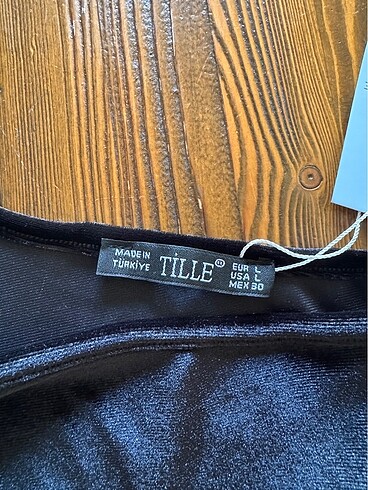 MADE IN
TÜRKİYE
TİLLE®
EUR L
USA L
MEX 30